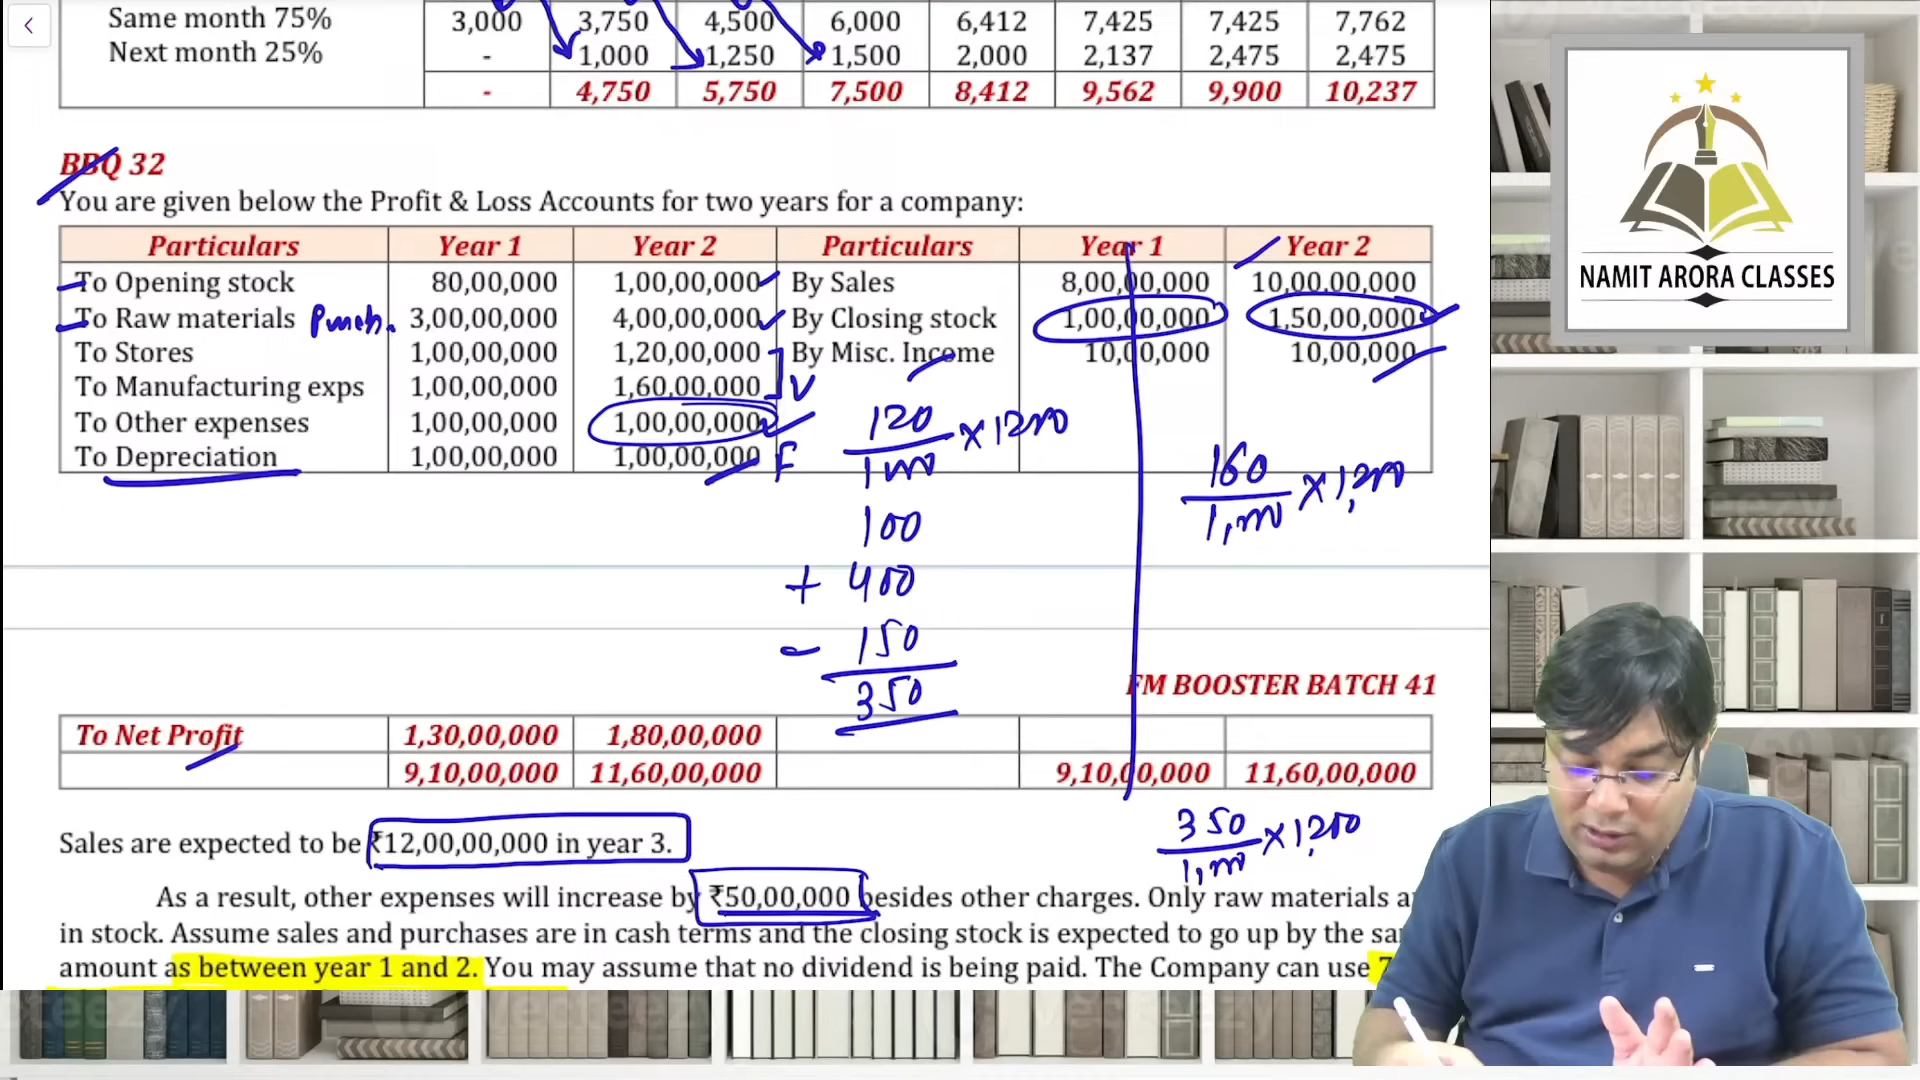 Same month 75% 3,000 3,750 4,500 6,000 6,412 7,425 7,425 7,762
Next month 25% - 1,000 1,250 1,500 2,000 2,137 2,475 2,475
- 4,750 5,750 7,500 8,412 9,562 9,900 10,237
BBQ 32
You are given below the Profit & Loss Accounts for two years for a company:
Particulars Year 1 Year 2 Particulars Year 1 Year 2
To Opening stock 80,00,000 1,00,00,000 By Sales 8,00,00,000 10,00,00,000
To Raw materials Purch. 3,00,00,000 4,00,00,000 By Closing stock 1,00,00,000 1,50,00,000
To Stores 1,00,00,000 1,20,00,000 By Misc. Income 10,00,000 10,00,000
To Manufacturing exps 1,00,00,000 1,60,00,000 V
To Other expenses 1,00,00,000 1,00,00,000
To Depreciation 1,00,00,000 1,00,00,000 F
120
1000 × 1200
160
1,000 × 1,200
100
+ 400
- 150
350
FM BOOSTER BATCH 41
To Net Profit 1,30,00,000 1,80,00,000
9,10,00,000 11,60,00,000 9,10,00,000 11,60,00,000
350
1,000 × 1,200
Sales are expected to be ₹12,00,00,000 in year 3.
As a result, other expenses will increase by ₹50,00,000 besides other charges. Only raw materials
in stock. Assume sales and purchases are in cash terms and the closing stock is expected to go up by the
amount as between year 1 and 2. You may assume that no dividend is being paid. The Company can use
NAMIT ARORA CLASSES